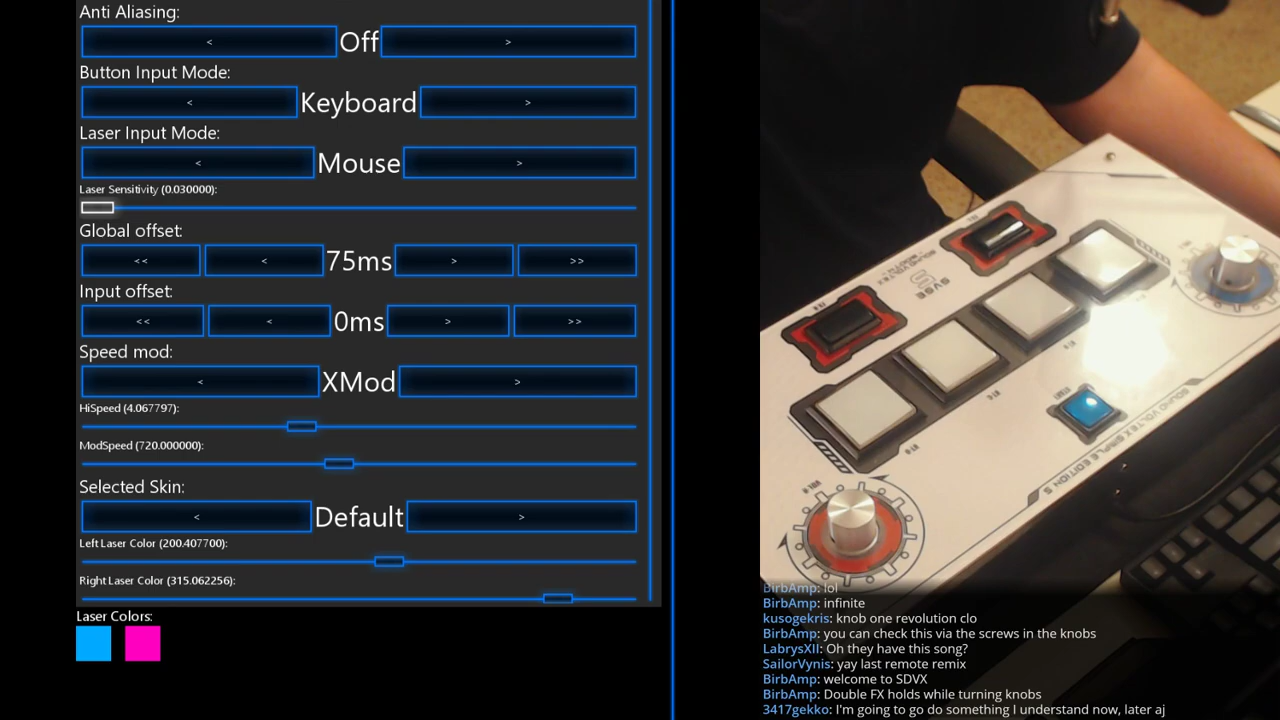 Anti Aliasing:
< Off >
Button Input Mode:
< Keyboard >
Laser Input Mode:
< Mouse >
Laser Sensitivity (0.030000):
Global offset:
<< < 75ms > >>
Input offset:
<< < 0ms > >>
Speed mod:
< XMod >
HiSpeed (4.067797):
ModSpeed (720.000000):
Selected Skin:
< Default >
Left Laser Color (200.407700):
Right Laser Color (315.062256):
Laser Colors:
START
SOUND VOLTEX SIMPLE EDITION S
BirbAmp: lol
BirbAmp: infinite
kusogekris: knob one revolution clo
BirbAmp: you can check this via the screws in the knobs
LabrysXII: Oh they have this song?
SailorVynis: yay last remote remix
BirbAmp: welcome to SDVX
BirbAmp: Double FX holds while turning knobs
3417gekko: I'm going to go do something I understand now, later aj